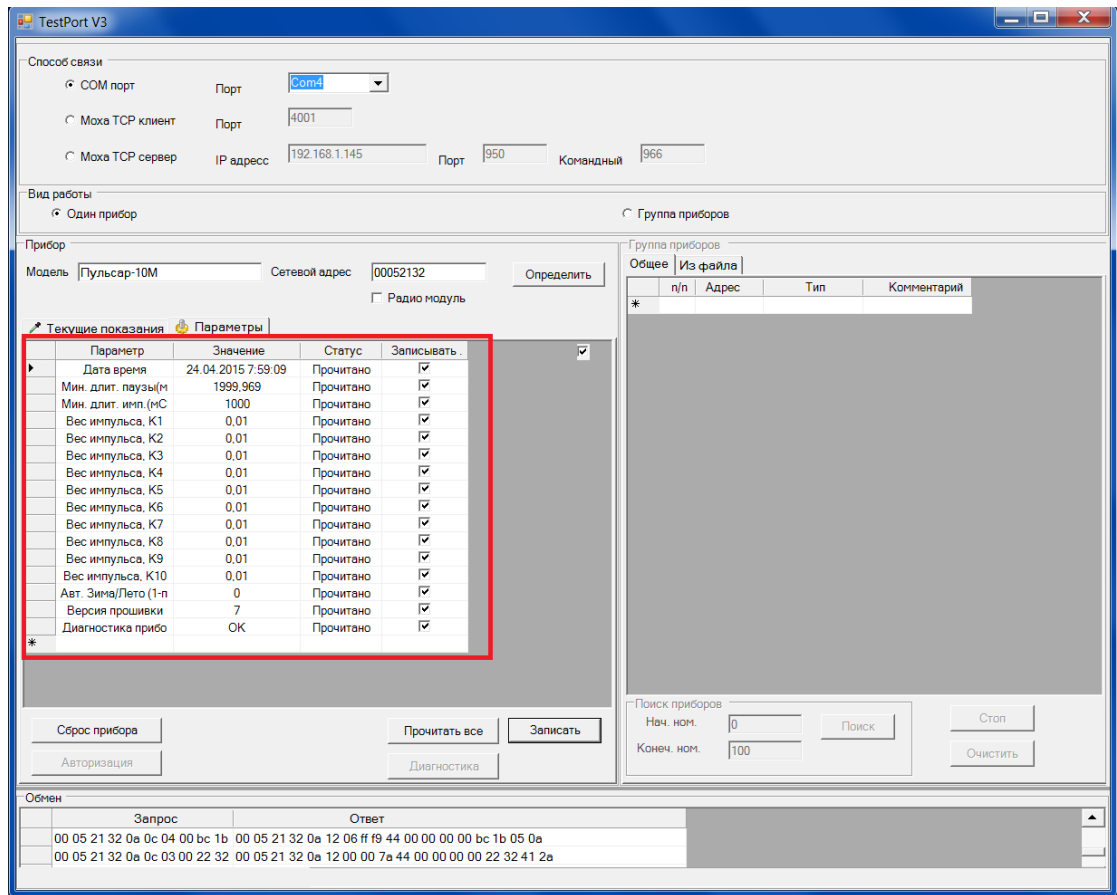 TestPort V3
Способ связи
COM порт Порт Com4
Моха TCP клиент Порт 4001
Моха TCP сервер IP адресс 192.168.1.145 Порт 950 Командный 966
Вид работы
Один прибор Группа приборов
Прибор
Модель Пульсар-10М Сетевой адрес 00052132 Определить
Радио модуль
Текущие показания Параметры
Параметр Значение Статус Записывать .
Дата время 24.04.2015 7:59:09 Прочитано
Мин. длит. паузы(м 1999,969 Прочитано
Мин. длит. имп.(мС 1000 Прочитано
Вес импульса, К1 0,01 Прочитано
Вес импульса, К2 0,01 Прочитано
Вес импульса, К3 0,01 Прочитано
Вес импульса, К4 0,01 Прочитано
Вес импульса, К5 0,01 Прочитано
Вес импульса, К6 0,01 Прочитано
Вес импульса, К7 0,01 Прочитано
Вес импульса, К8 0,01 Прочитано
Вес импульса, К9 0,01 Прочитано
Вес импульса, К10 0,01 Прочитано
Авт. Зима/Лето (1-п 0 Прочитано
Версия прошивки 7 Прочитано
Диагностика прибо OK Прочитано
Сброс прибора Прочитать все Записать
Авторизация Диагностика
Группа приборов
Общее Из файла
n/n Адрес Тип Комментарий
Поиск приборов
Нач. ном. 0 Поиск Стоп
Конеч. ном. 100 Очистить
Обмен
Запрос Ответ
00 05 21 32 0a 0c 04 00 bc 1b 00 05 21 32 0a 12 06 ff f9 44 00 00 00 00 bc 1b 05 0a
00 05 21 32 0a 0c 03 00 22 32 00 05 21 32 0a 12 00 00 7a 44 00 00 00 00 22 32 41 2a